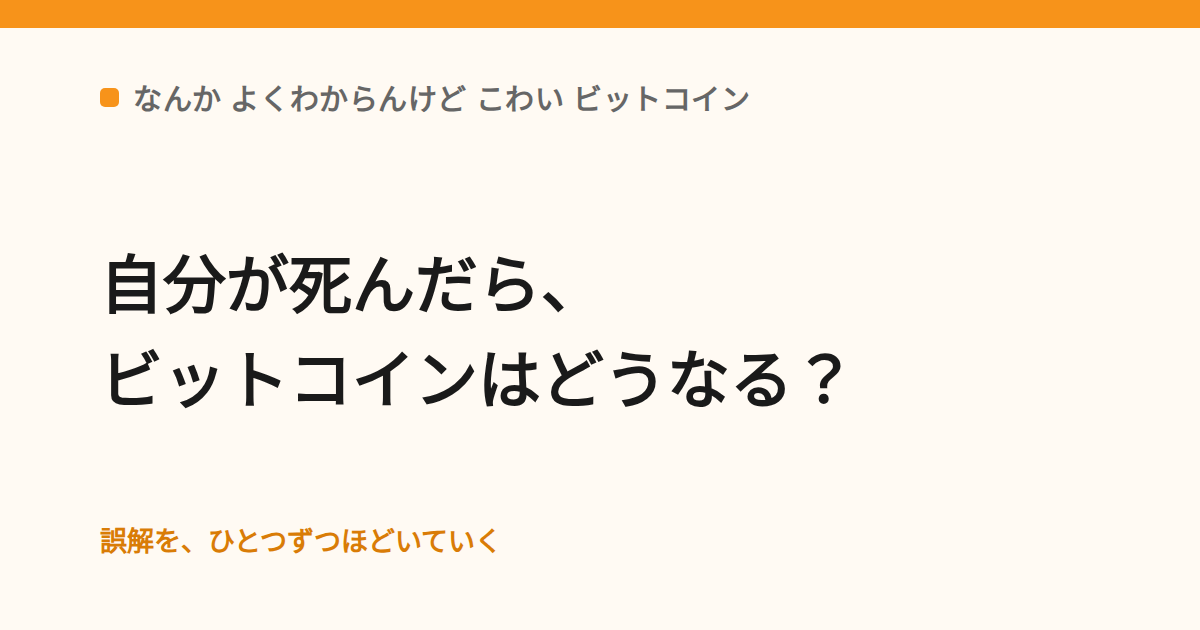 なんか よくわからんけど こわい ビットコイン
自分が死んだら、
ビットコインはどうなる？
誤解を、ひとつずつほどいていく